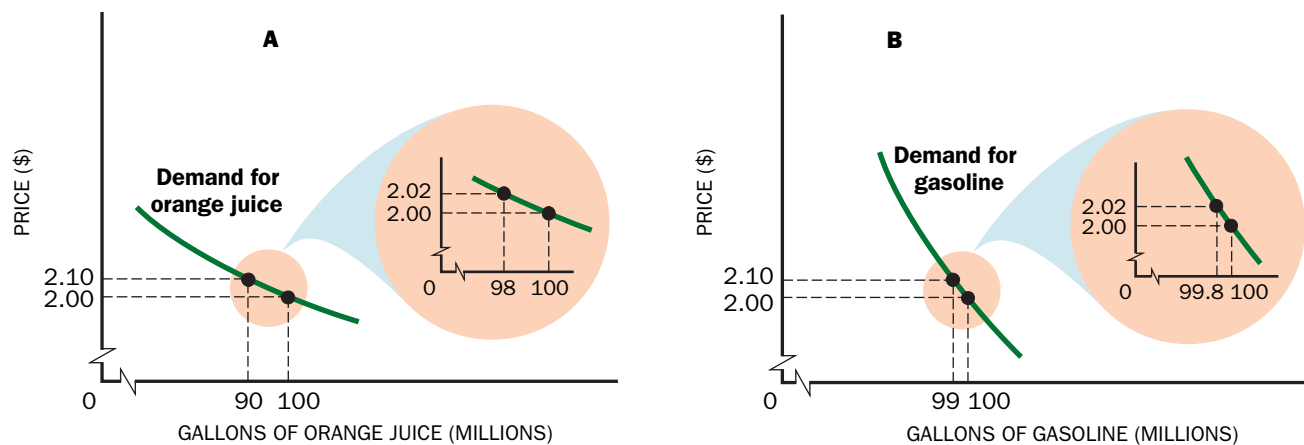 A
PRICE ($)
Demand for
orange juice
2.10
2.00
0
90
100
GALLONS OF ORANGE JUICE (MILLIONS)
2.02
2.00
0
98
100
B
PRICE ($)
Demand for
gasoline
2.10
2.00
0
99
100
GALLONS OF GASOLINE (MILLIONS)
2.02
2.00
0
99.8
100